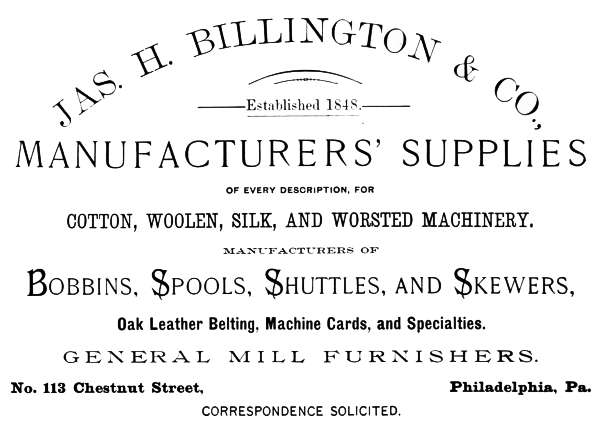 JAS. H. BILLINGTON & CO.,
Established 1848.
MANUFACTURERS' SUPPLIES
OF EVERY DESCRIPTION, FOR
COTTON, WOOLEN, SILK, AND WORSTED MACHINERY.
MANUFACTURERS OF
BOBBINS, SPOOLS, SHUTTLES, AND SKEWERS,
Oak Leather Belting, Machine Cards, and Specialties.
GENERAL MILL FURNISHERS.
No. 113 Chestnut Street, Philadelphia, Pa.
CORRESPONDENCE SOLICITED.